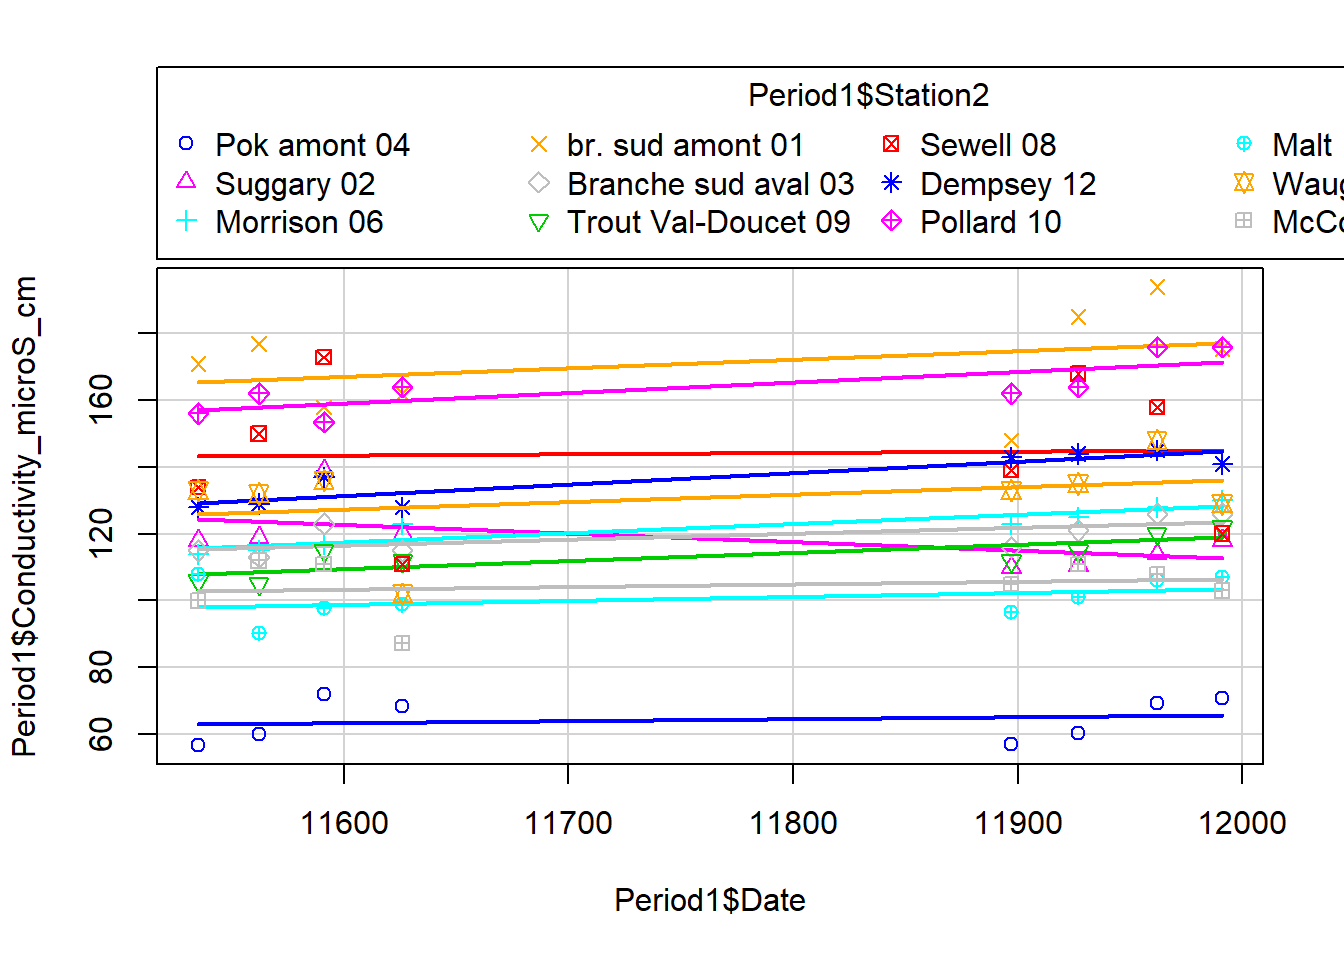 Period1$Station2
Pok amont 04 br. sud amont 01 Sewell 08 Malt
Suggary 02 Branche sud aval 03 Dempsey 12 Waug
Morrison 06 Trout Val-Doucet 09 Pollard 10 McCo
Period1$Conductivity_microS_cm
160
120
80
60
11600 11700 11800 11900 12000
Period1$Date